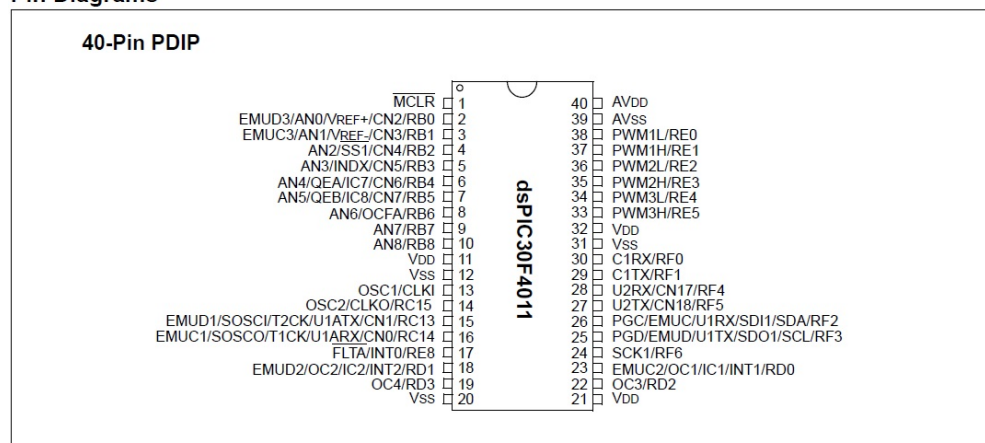 Pin Diagrams
40-Pin PDIP
MCLR 1 40 AVDD
EMUD3/AN0/VREF+/CN2/RB0 2 39 AVSS
EMUC3/AN1/VREF-/CN3/RB1 3 38 PWM1L/RE0
AN2/SS1/CN4/RB2 4 37 PWM1H/RE1
AN3/INDX/CN5/RB3 5 36 PWM2L/RE2
AN4/QEA/IC7/CN6/RB4 6 35 PWM2H/RE3
AN5/QEB/IC8/CN7/RB5 7 34 PWM3L/RE4
AN6/OCFA/RB6 8 33 PWM3H/RE5
AN7/RB7 9 32 VDD
AN8/RB8 10 31 VSS
VDD 11 30 C1RX/RF0
VSS 12 29 C1TX/RF1
OSC1/CLKI 13 28 U2RX/CN17/RF4
OSC2/CLKO/RC15 14 27 U2TX/CN18/RF5
EMUD1/SOSCI/T2CK/U1ATX/CN1/RC13 15 26 PGC/EMUC/U1RX/SDI1/SDA/RF2
EMUC1/SOSCO/T1CK/U1ARX/CN0/RC14 16 25 PGD/EMUD/U1TX/SDO1/SCL/RF3
FLTA/INT0/RE8 17 24 SCK1/RF6
EMUD2/OC2/IC2/INT2/RD1 18 23 EMUC2/OC1/IC1/INT1/RD0
OC4/RD3 19 22 OC3/RD2
VSS 20 21 VDD
dsPIC30F4011